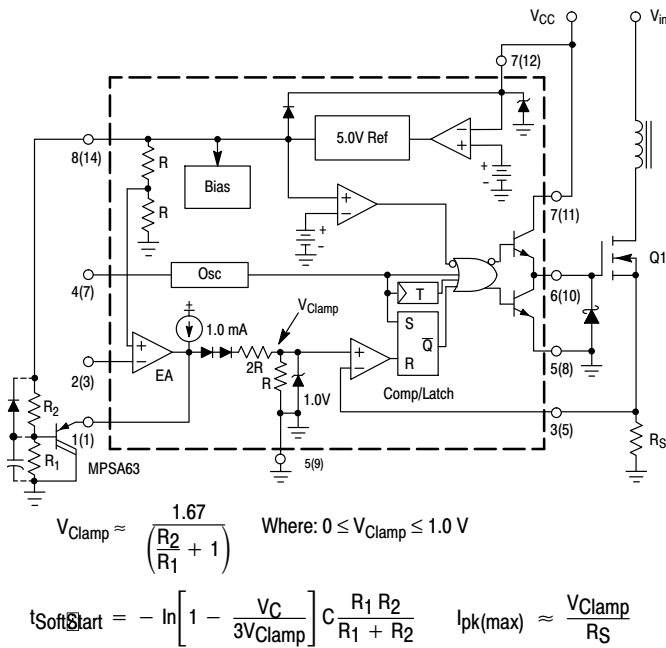 VCC
Vin
7(12)
5.0V Ref
+
-
+
-
8(14)
R
Bias
R
+
-
+
-
7(11)
Q1
Osc
4(7)
T
6(10)
VClamp
+
1.0 mA
S
Q
R
+
-
EA
2R
R
1.0V
+
-
Comp/Latch
5(8)
2(3)
R2
1(1)
R1
MPSA63
5(9)
3(5)
RS
VClamp ≈ 1.67 / (R2/R1 + 1) Where: 0 ≤ VClamp ≤ 1.0 V
tSoftStart = - ln[1 - VC/3VClamp] C R1 R2/R1 + R2 Ipk(max) ≈ VClamp/RS